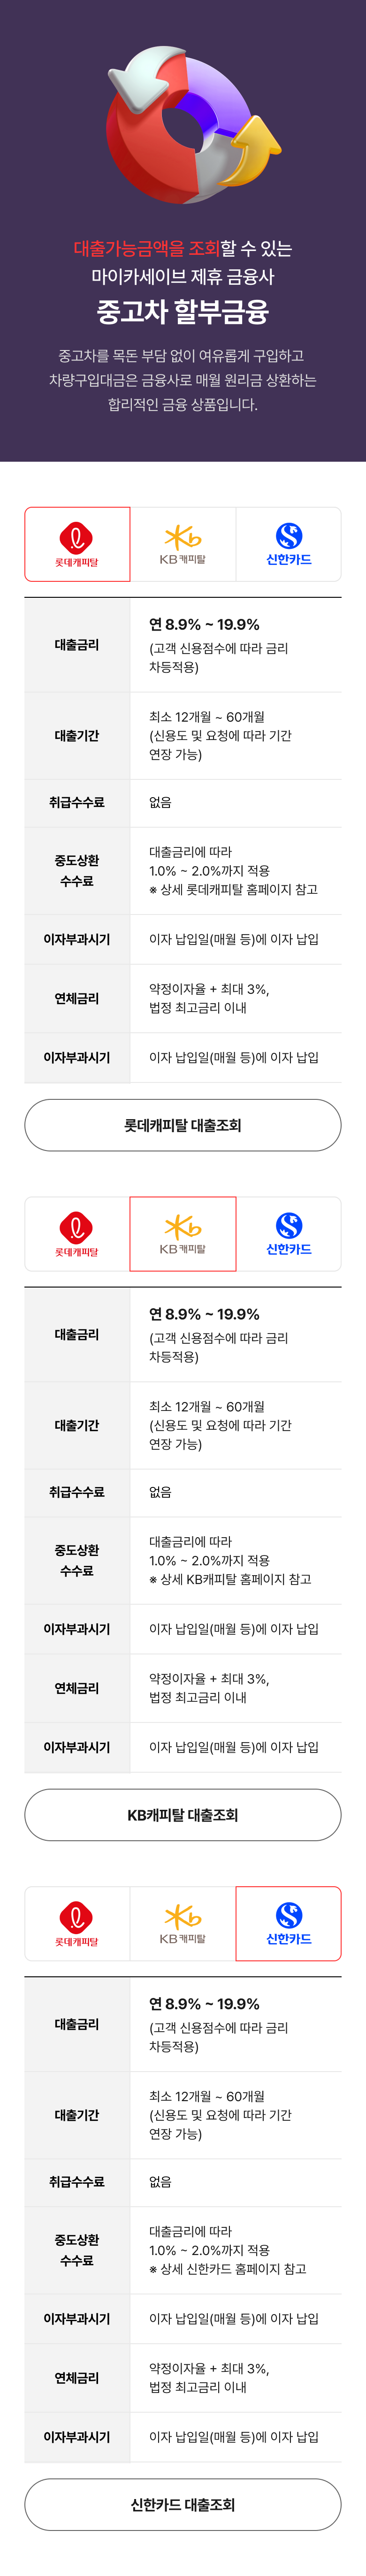 대출가능금액을 조회할 수 있는
마이카세이브 제휴 금융사
중고차 할부금융
중고차를 목돈 부담 없이 여유롭게 구입하고
차량구입대금은 금융사로 매월 원리금 상환하는
합리적인 금융 상품입니다.
롯데캐피탈 KB캐피탈 신한카드
대출금리
연 8.9% ~ 19.9%
(고객 신용점수에 따라 금리
차등적용)
대출기간
최소 12개월 ~ 60개월
(신용도 및 요청에 따라 기간
연장 가능)
취급수수료
없음
중도상환
수수료
대출금리에 따라
1.0% ~ 2.0%까지 적용
※ 상세 롯데캐피탈 홈페이지 참고
이자부과시기
이자 납입일(매월 등)에 이자 납입
연체금리
약정이자율 + 최대 3%,
법정 최고금리 이내
이자부과시기
이자 납입일(매월 등)에 이자 납입
롯데캐피탈 대출조회
롯데캐피탈 KB캐피탈 신한카드
대출금리
연 8.9% ~ 19.9%
(고객 신용점수에 따라 금리
차등적용)
대출기간
최소 12개월 ~ 60개월
(신용도 및 요청에 따라 기간
연장 가능)
취급수수료
없음
중도상환
수수료
대출금리에 따라
1.0% ~ 2.0%까지 적용
※ 상세 KB캐피탈 홈페이지 참고
이자부과시기
이자 납입일(매월 등)에 이자 납입
연체금리
약정이자율 + 최대 3%,
법정 최고금리 이내
이자부과시기
이자 납입일(매월 등)에 이자 납입
KB캐피탈 대출조회
롯데캐피탈 KB캐피탈 신한카드
대출금리
연 8.9% ~ 19.9%
(고객 신용점수에 따라 금리
차등적용)
대출기간
최소 12개월 ~ 60개월
(신용도 및 요청에 따라 기간
연장 가능)
취급수수료
없음
중도상환
수수료
대출금리에 따라
1.0% ~ 2.0%까지 적용
※ 상세 신한카드 홈페이지 참고
이자부과시기
이자 납입일(매월 등)에 이자 납입
연체금리
약정이자율 + 최대 3%,
법정 최고금리 이내
이자부과시기
이자 납입일(매월 등)에 이자 납입
신한카드 대출조회